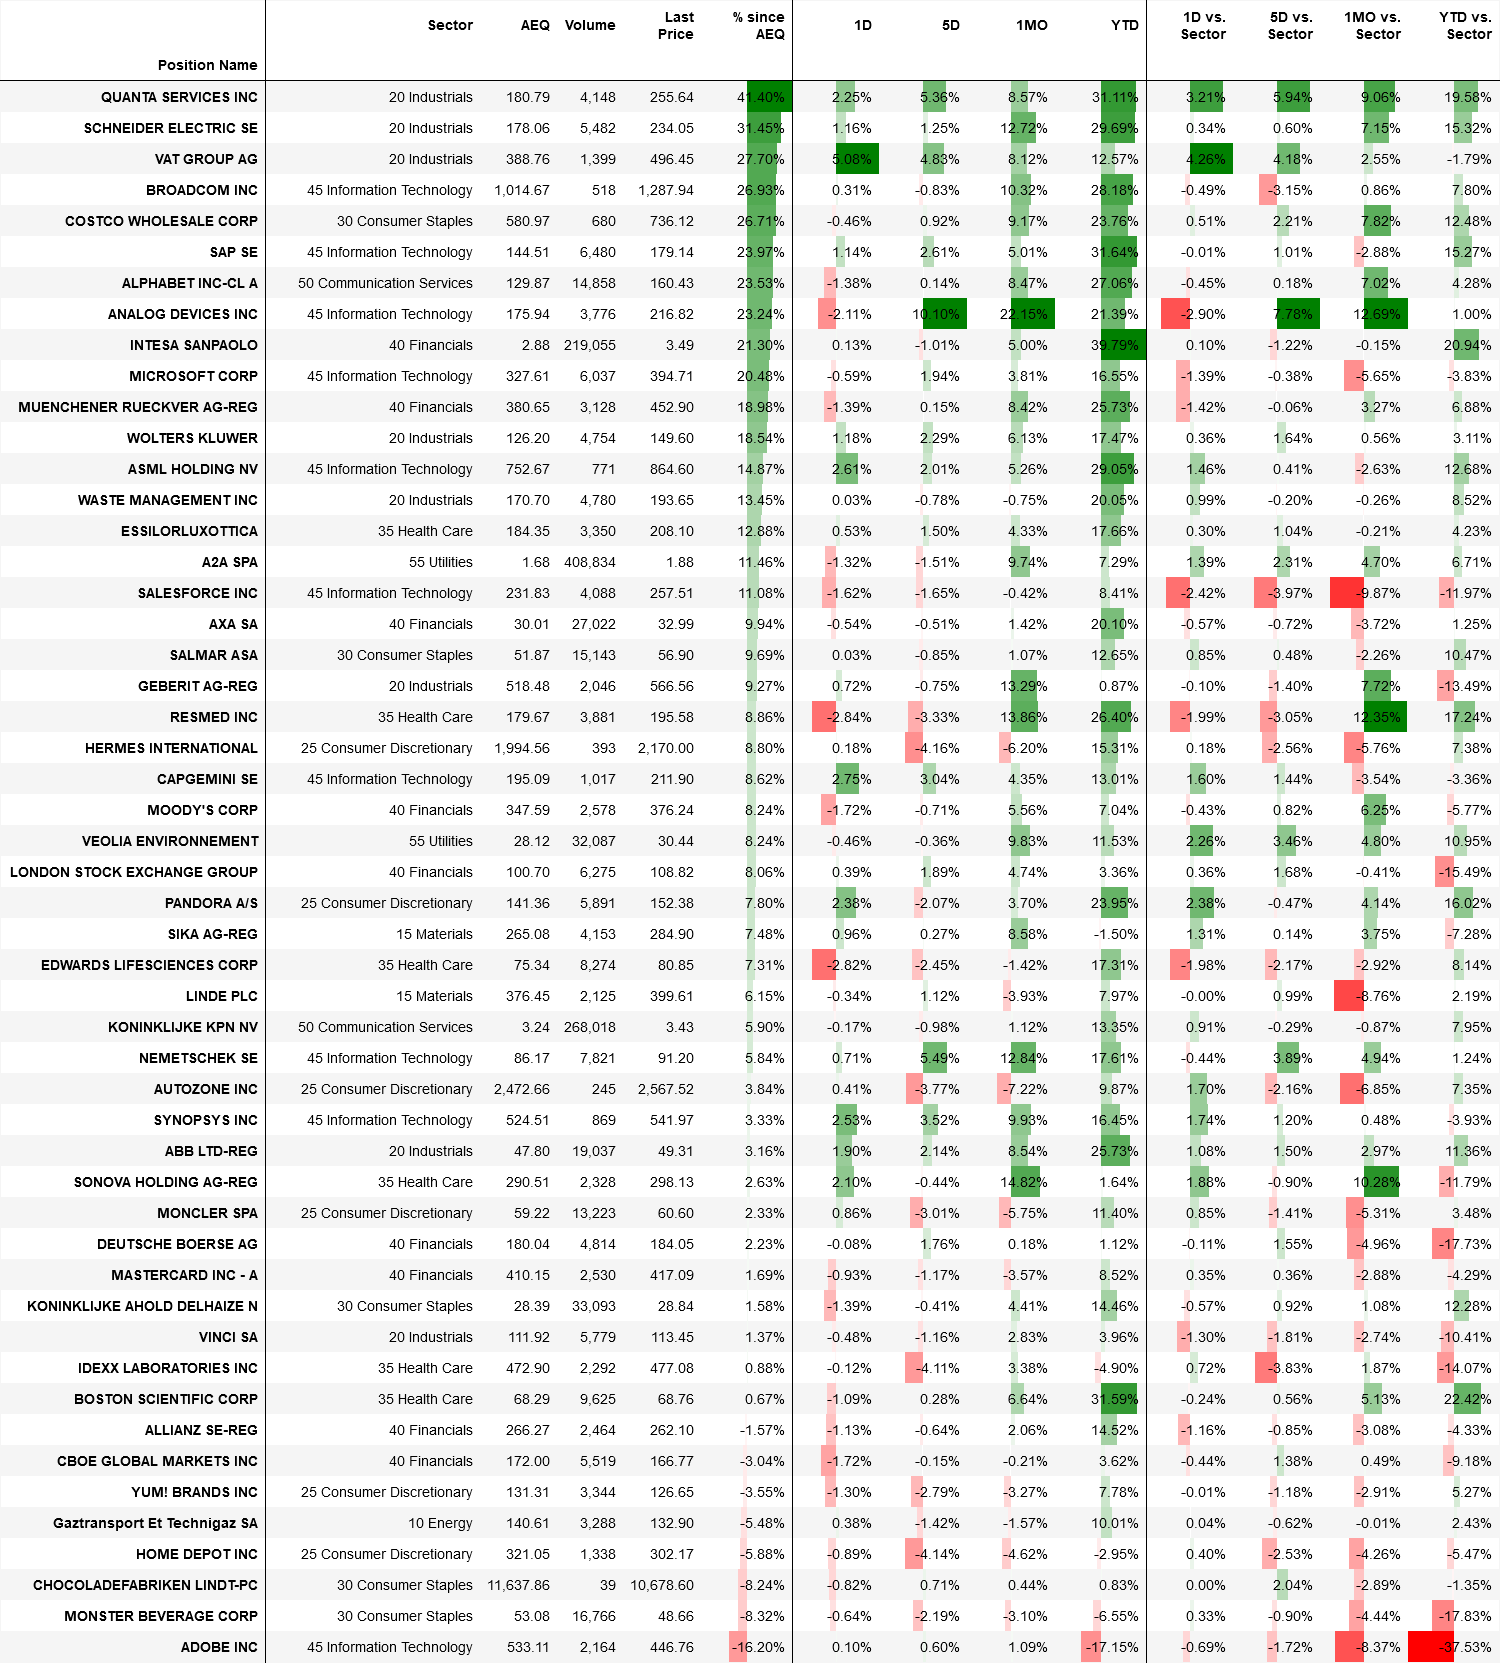 Position Name Sector AEQ Volume Last Price % since AEQ 1D 5D 1MO YTD 1D vs. Sector 5D vs. Sector 1MO vs. Sector YTD vs. Sector
QUANTA SERVICES INC 20 Industrials 180.79 4,148 255.64 41.40% 2.25% 5.36% 8.57% 31.11% 3.21% 5.94% 9.06% 19.58%
SCHNEIDER ELECTRIC SE 20 Industrials 178.06 5,482 234.05 31.45% 1.16% 1.25% 12.72% 29.69% 0.34% 0.60% 7.15% 15.32%
VAT GROUP AG 20 Industrials 388.76 1,399 496.45 27.70% 5.08% 4.83% 8.12% 12.57% 4.26% 4.18% 2.55% -1.79%
BROADCOM INC 45 Information Technology 1,014.67 518 1,287.94 26.93% 0.31% -0.83% 10.32% 28.18% -0.49% -3.15% 0.86% 7.80%
COSTCO WHOLESALE CORP 30 Consumer Staples 580.97 680 736.12 26.71% -0.46% 0.92% 9.17% 23.76% 0.51% 2.21% 7.82% 12.48%
SAP SE 45 Information Technology 144.51 6,480 179.14 23.97% 1.14% 2.61% 5.01% 31.64% -0.01% 1.01% -2.88% 15.27%
ALPHABET INC-CL A 50 Communication Services 129.87 14,858 160.43 23.53% -1.38% 0.14% 8.47% 27.06% -0.45% 0.18% 7.02% 4.28%
ANALOG DEVICES INC 45 Information Technology 175.94 3,776 216.82 23.24% -2.11% 10.10% 22.15% 21.39% -2.90% 7.78% 12.69% 1.00%
INTESA SANPAOLO 40 Financials 2.88 219,055 3.49 21.30% 0.13% -1.01% 5.00% 39.79% 0.10% -1.22% -0.15% 20.94%
MICROSOFT CORP 45 Information Technology 327.61 6,037 394.71 20.48% -0.59% 1.94% 3.81% 16.55% -1.39% -0.38% -5.65% -3.83%
MUENCHENER RUECKVER AG-REG 40 Financials 380.65 3,128 452.90 18.98% -1.39% 0.15% 8.42% 25.73% -1.42% -0.06% 3.27% 6.88%
WOLTERS KLUWER 20 Industrials 126.20 4,754 149.60 18.54% 1.18% 2.29% 6.13% 17.47% 0.36% 1.64% 0.56% 3.11%
ASML HOLDING NV 45 Information Technology 752.67 771 864.60 14.87% 2.61% 2.01% 5.26% 29.05% 1.46% 0.41% -2.63% 12.68%
WASTE MANAGEMENT INC 20 Industrials 170.70 4,780 193.65 13.45% 0.03% -0.78% -0.75% 20.05% 0.99% -0.20% -0.26% 8.52%
ESSILORLUXOTTICA 35 Health Care 184.35 3,350 208.10 12.88% 0.53% 1.50% 4.33% 17.66% 0.30% 1.04% -0.21% 4.23%
A2A SPA 55 Utilities 1.68 408,834 1.88 11.46% -1.32% -1.51% 9.74% 7.29% 1.39% 2.31% 4.70% 6.71%
SALESFORCE INC 45 Information Technology 231.83 4,088 257.51 11.08% -1.62% -1.65% -0.42% 8.41% -2.42% -3.97% -9.87% -11.97%
AXA SA 40 Financials 30.01 27,022 32.99 9.94% -0.54% -0.51% 1.42% 20.10% -0.57% -0.72% -3.72% 1.25%
SALMAR ASA 30 Consumer Staples 51.87 15,143 56.90 9.69% 0.03% -0.85% 1.07% 12.65% 0.85% 0.48% -2.26% 10.47%
GEBERIT AG-REG 20 Industrials 518.48 2,046 566.56 9.27% 0.72% -0.75% 13.29% 0.87% -0.10% -1.40% 7.72% -13.49%
RESMED INC 35 Health Care 179.67 3,881 195.58 8.86% -2.84% -3.33% 13.86% 26.40% -1.99% -3.05% 12.35% 17.24%
HERMES INTERNATIONAL 25 Consumer Discretionary 1,994.56 393 2,170.00 8.80% 0.18% -4.16% -6.20% 15.31% 0.18% -2.56% -5.76% 7.38%
CAPGEMINI SE 45 Information Technology 195.09 1,017 211.90 8.62% 2.75% 3.04% 4.35% 13.01% 1.60% 1.44% -3.54% -3.36%
MOODY'S CORP 40 Financials 347.59 2,578 376.24 8.24% -1.72% -0.71% 5.56% 7.04% -0.43% 0.82% 6.25% -5.77%
VEOLIA ENVIRONNEMENT 55 Utilities 28.12 32,087 30.44 8.24% -0.46% -0.36% 9.83% 11.53% 2.26% 3.46% 4.80% 10.95%
LONDON STOCK EXCHANGE GROUP 40 Financials 100.70 6,275 108.82 8.06% 0.39% 1.89% 4.74% 3.36% 0.36% 1.68% -0.41% -15.49%
PANDORA A/S 25 Consumer Discretionary 141.36 5,891 152.38 7.80% 2.38% -2.07% 3.70% 23.95% 2.38% -0.47% 4.14% 16.02%
SIKA AG-REG 15 Materials 265.08 4,153 284.90 7.48% 0.96% 0.27% 8.58% -1.50% 1.31% 0.14% 3.75% -7.28%
EDWARDS LIFESCIENCES CORP 35 Health Care 75.34 8,274 80.85 7.31% -2.82% -2.45% -1.42% 17.31% -1.98% -2.17% -2.92% 8.14%
LINDE PLC 15 Materials 376.45 2,125 399.61 6.15% -0.34% 1.12% -3.93% 7.97% -0.00% 0.99% -8.76% 2.19%
KONINKLIJKE KPN NV 50 Communication Services 3.24 268,018 3.43 5.90% -0.17% -0.98% 1.12% 13.35% 0.91% -0.29% -0.87% 7.95%
NEMETSCHEK SE 45 Information Technology 86.17 7,821 91.20 5.84% 0.71% 5.49% 12.84% 17.61% -0.44% 3.89% 4.94% 1.24%
AUTOZONE INC 25 Consumer Discretionary 2,472.66 245 2,567.52 3.84% 0.41% -3.77% -7.22% 9.87% 1.70% -2.16% -6.85% 7.35%
SYNOPSYS INC 45 Information Technology 524.51 869 541.97 3.33% 2.53% 3.52% 9.93% 16.45% 1.74% 1.20% 0.48% -3.93%
ABB LTD-REG 20 Industrials 47.80 19,037 49.31 3.16% 1.90% 2.14% 8.54% 25.73% 1.08% 1.50% 2.97% 11.36%
SONOVA HOLDING AG-REG 35 Health Care 290.51 2,328 298.13 2.63% 2.10% -0.44% 14.82% 1.64% 1.88% -0.90% 10.28% -11.79%
MONCLER SPA 25 Consumer Discretionary 59.22 13,223 60.60 2.33% 0.86% -3.01% -5.75% 11.40% 0.85% -1.41% -5.31% 3.48%
DEUTSCHE BOERSE AG 40 Financials 180.04 4,814 184.05 2.23% -0.08% 1.76% 0.18% 1.12% -0.11% 1.55% -4.96% -17.73%
MASTERCARD INC - A 40 Financials 410.15 2,530 417.09 1.69% -0.93% -1.17% -3.57% 8.52% 0.35% 0.36% -2.88% -4.29%
KONINKLIJKE AHOLD DELHAIZE N 30 Consumer Staples 28.39 33,093 28.84 1.58% -1.39% -0.41% 4.41% 14.46% -0.57% 0.92% 1.08% 12.28%
VINCI SA 20 Industrials 111.92 5,779 113.45 1.37% -0.48% -1.16% 2.83% 3.96% -1.30% -1.81% -2.74% -10.41%
IDEXX LABORATORIES INC 35 Health Care 472.90 2,292 477.08 0.88% -0.12% -4.11% 3.38% -4.90% 0.72% -3.83% 1.87% -14.07%
BOSTON SCIENTIFIC CORP 35 Health Care 68.29 9,625 68.76 0.67% -1.09% 0.28% 6.64% 31.59% -0.24% 0.56% 5.13% 22.42%
ALLIANZ SE-REG 40 Financials 266.27 2,464 262.10 -1.57% -1.13% -0.64% 2.06% 14.52% -1.16% -0.85% -3.08% -4.33%
CBOE GLOBAL MARKETS INC 40 Financials 172.00 5,519 166.77 -3.04% -1.72% -0.15% -0.21% 3.62% -0.44% 1.38% 0.49% -9.18%
YUM! BRANDS INC 25 Consumer Discretionary 131.31 3,344 126.65 -3.55% -1.30% -2.79% -3.27% 7.78% -0.01% -1.18% -2.91% 5.27%
Gaztransport Et Technigaz SA 10 Energy 140.61 3,288 132.90 -5.48% 0.38% -1.42% -1.57% 10.01% 0.04% -0.62% -0.01% 2.43%
HOME DEPOT INC 25 Consumer Discretionary 321.05 1,338 302.17 -5.88% -0.89% -4.14% -4.62% -2.95% 0.40% -2.53% -4.26% -5.47%
CHOCOLADEFABRIKEN LINDT-PC 30 Consumer Staples 11,637.86 39 10,678.60 -8.24% -0.82% 0.71% 0.44% 0.83% 0.00% 2.04% -2.89% -1.35%
MONSTER BEVERAGE CORP 30 Consumer Staples 53.08 16,766 48.66 -8.32% -0.64% -2.19% -3.10% -6.55% 0.33% -0.90% -4.44% -17.83%
ADOBE INC 45 Information Technology 533.11 2,164 446.76 -16.20% 0.10% 0.60% 1.09% -17.15% -0.69% -1.72% -8.37% -37.53%